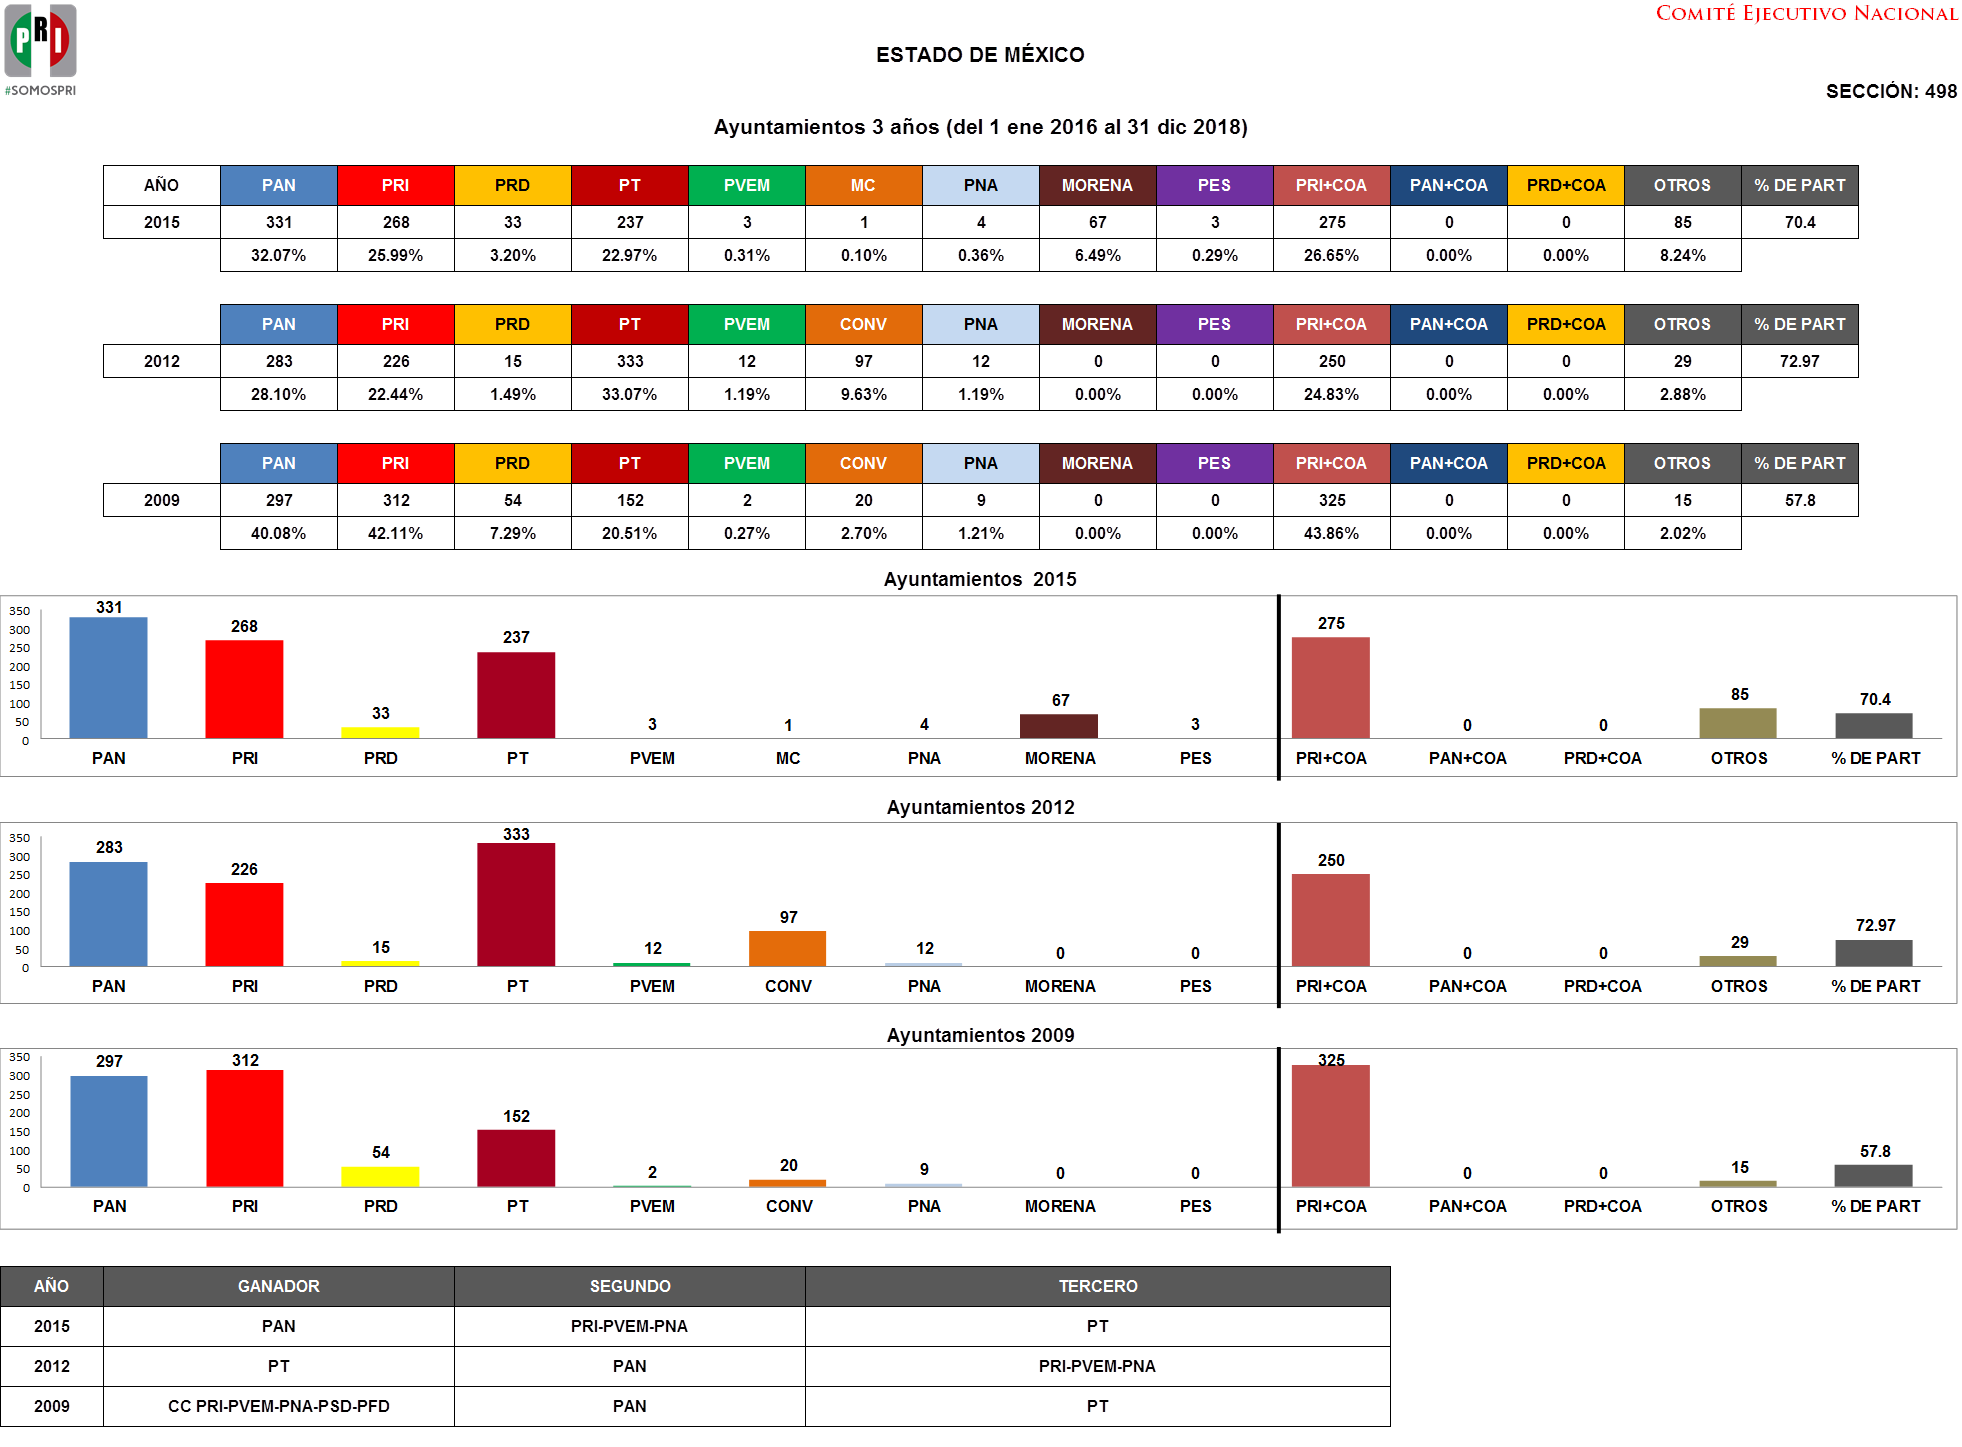 PRI
#SOMOSPRI
COMITÉ EJECUTIVO NACIONAL
ESTADO DE MÉXICO
SECCIÓN: 498
Ayuntamientos 3 años (del 1 ene 2016 al 31 dic 2018)
AÑO PAN PRI PRD PT PVEM MC PNA MORENA PES PRI+COA PAN+COA PRD+COA OTROS % DE PART
2015 331 268 33 237 3 1 4 67 3 275 0 0 85 70.4
32.07% 25.99% 3.20% 22.97% 0.31% 0.10% 0.36% 6.49% 0.29% 26.65% 0.00% 0.00% 8.24%
PAN PRI PRD PT PVEM CONV PNA MORENA PES PRI+COA PAN+COA PRD+COA OTROS % DE PART
2012 283 226 15 333 12 97 12 0 0 250 0 0 29 72.97
28.10% 22.44% 1.49% 33.07% 1.19% 9.63% 1.19% 0.00% 0.00% 24.83% 0.00% 0.00% 2.88%
PAN PRI PRD PT PVEM CONV PNA MORENA PES PRI+COA PAN+COA PRD+COA OTROS % DE PART
2009 297 312 54 152 2 20 9 0 0 325 0 0 15 57.8
40.08% 42.11% 7.29% 20.51% 0.27% 2.70% 1.21% 0.00% 0.00% 43.86% 0.00% 0.00% 2.02%
Ayuntamientos 2015
350
300
250
200
150
100
50
0
331 268 33 237 3 1 4 67 3 275 0 0 85 70.4
PAN PRI PRD PT PVEM MC PNA MORENA PES PRI+COA PAN+COA PRD+COA OTROS % DE PART
Ayuntamientos 2012
350
300
250
200
150
100
50
0
283 226 15 333 12 97 12 0 0 250 0 0 29 72.97
PAN PRI PRD PT PVEM CONV PNA MORENA PES PRI+COA PAN+COA PRD+COA OTROS % DE PART
Ayuntamientos 2009
350
300
250
200
150
100
50
0
297 312 54 152 2 20 9 0 0 325 0 0 15 57.8
PAN PRI PRD PT PVEM CONV PNA MORENA PES PRI+COA PAN+COA PRD+COA OTROS % DE PART
AÑO GANADOR SEGUNDO TERCERO
2015 PAN PRI-PVEM-PNA PT
2012 PT PAN PRI-PVEM-PNA
2009 CC PRI-PVEM-PNA-PSD-PFD PAN PT